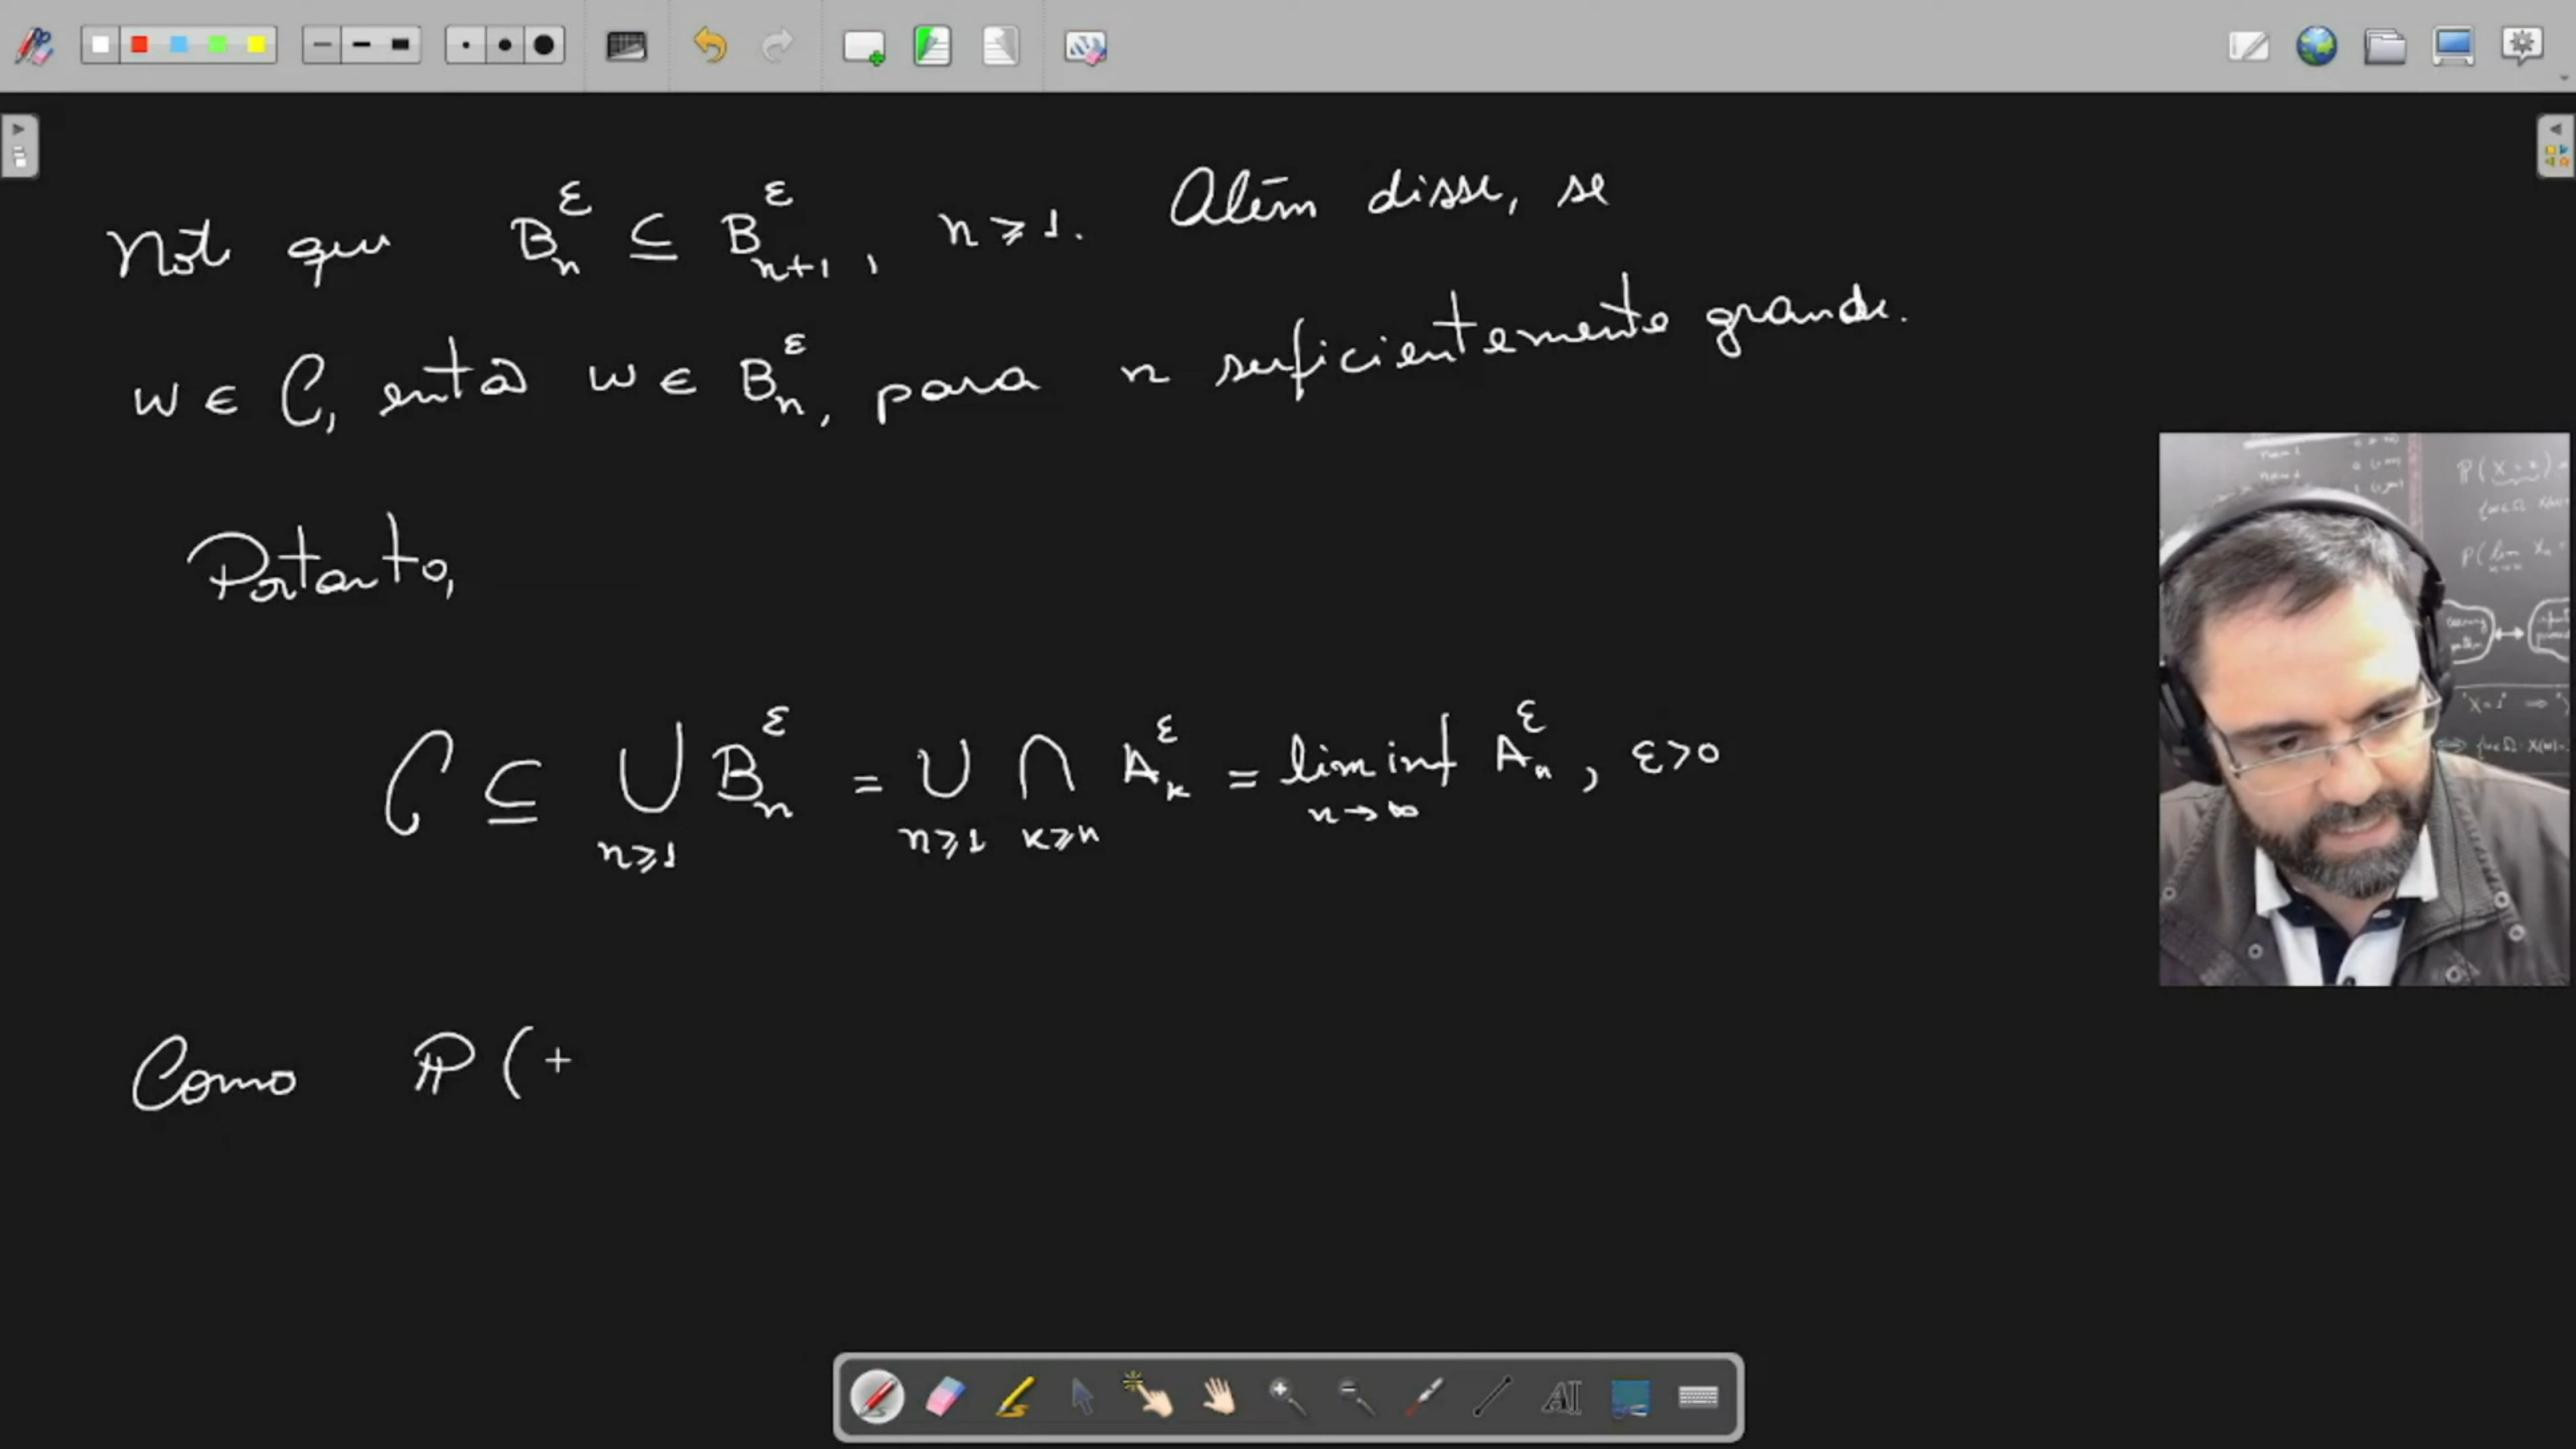 Note que B_n^ε ⊆ B_{n+1}^ε, n ⩾ 1. Além disso, se
w ∈ C, então w ∈ B_n^ε, para n suficientemente grande.
Portanto,
C ⊆ ⋃_{n⩾1} B_n^ε = ⋃_{n⩾1} ⋂_{k⩾n} A_k^ε = lim inf_{n→∞} A_n^ε, ε>0
Como ℙ(
P(X=x)
"X=1" ⟹